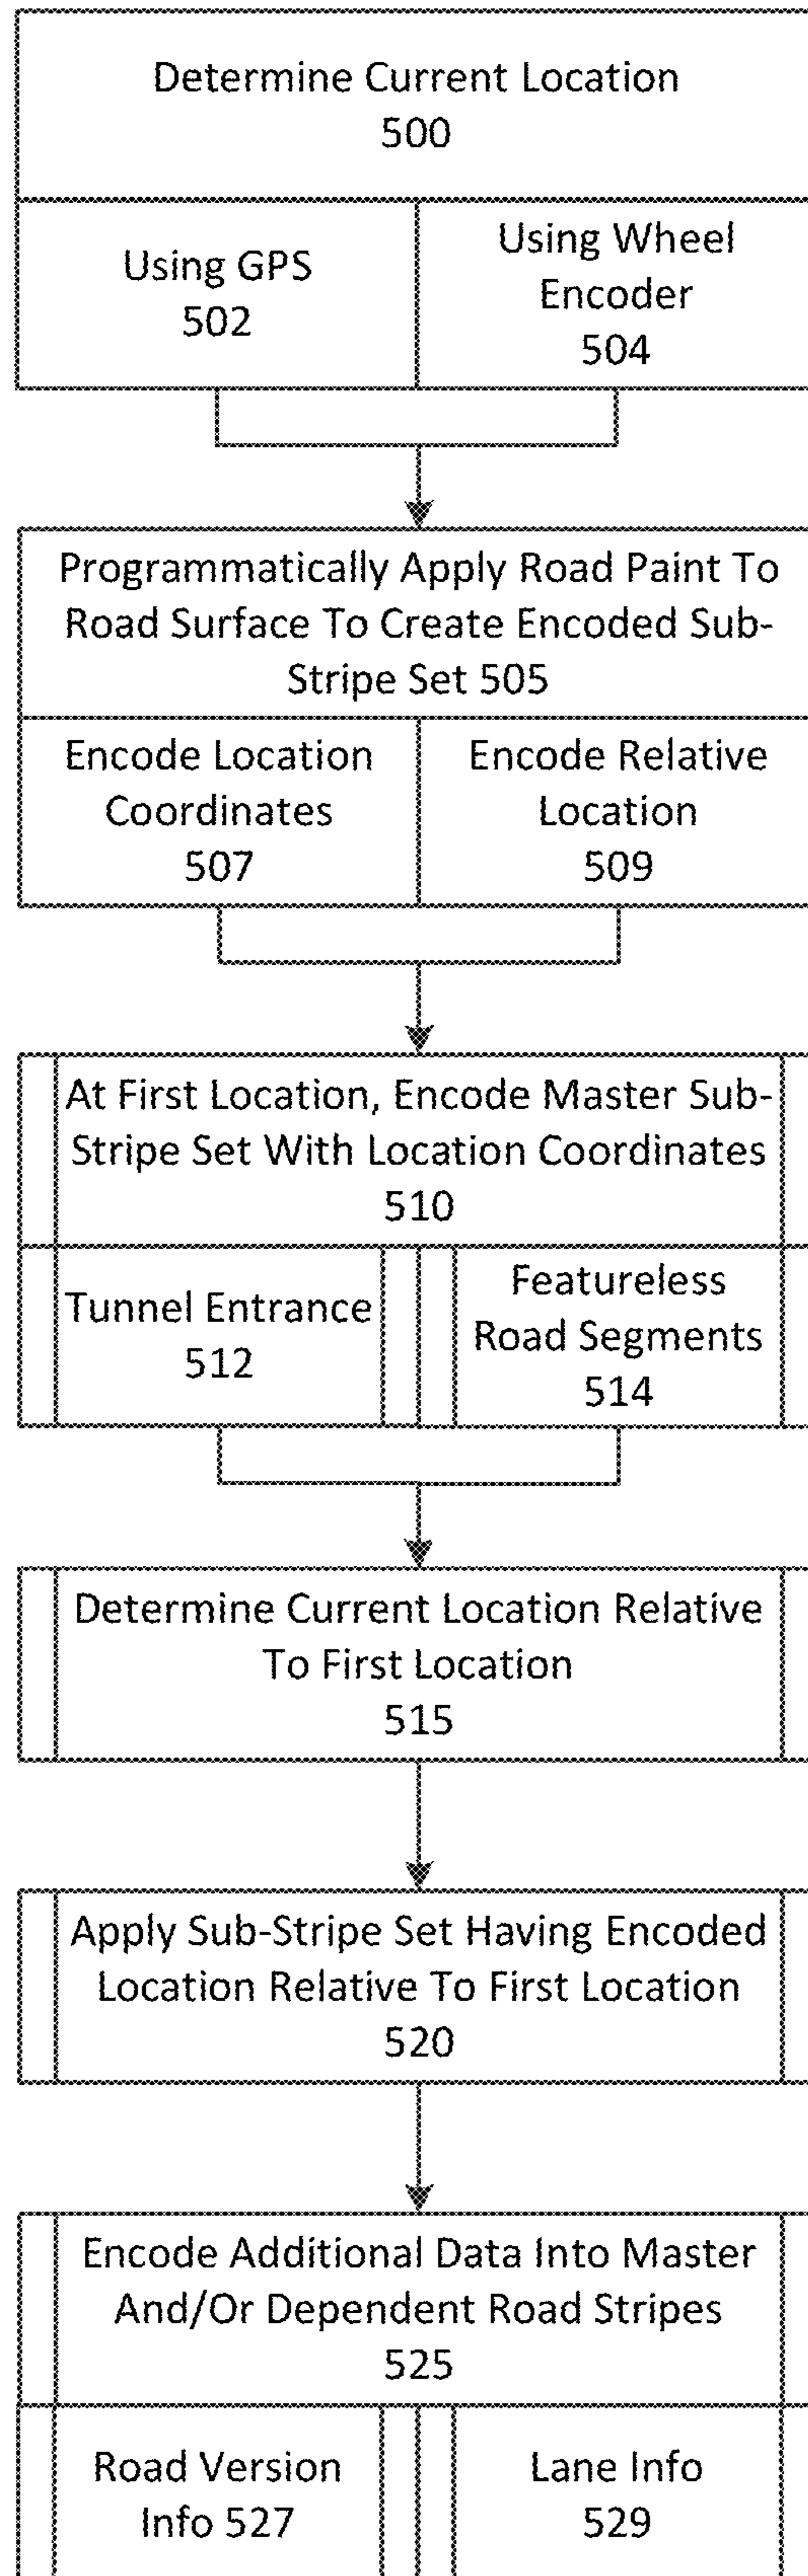 Determine Current Location
500
Using GPS
502
Using Wheel
Encoder
504
Programmatically Apply Road Paint To
Road Surface To Create Encoded Sub-
Stripe Set 505
Encode Location
Coordinates
507
Encode Relative
Location
509
At First Location, Encode Master Sub-
Stripe Set With Location Coordinates
510
Tunnel Entrance
512
Featureless
Road Segments
514
Determine Current Location Relative
To First Location
515
Apply Sub-Stripe Set Having Encoded
Location Relative To First Location
520
Encode Additional Data Into Master
And/Or Dependent Road Stripes
525
Road Version
Info 527
Lane Info
529